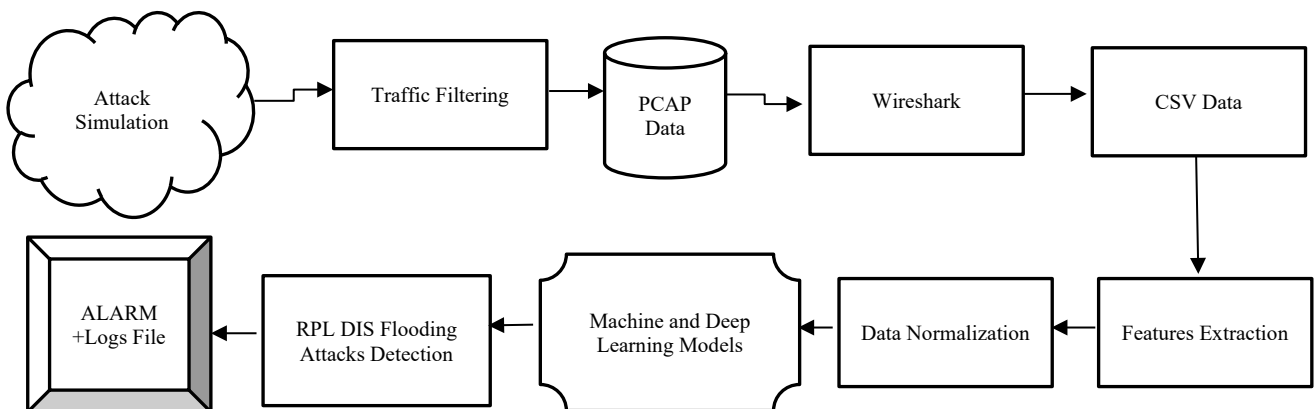 Attack
Simulation
Traffic Filtering
PCAP
Data
Wireshark
CSV Data
Features Extraction
Data Normalization
Machine and Deep
Learning Models
RPL DIS Flooding
Attacks Detection
ALARM
+Logs File